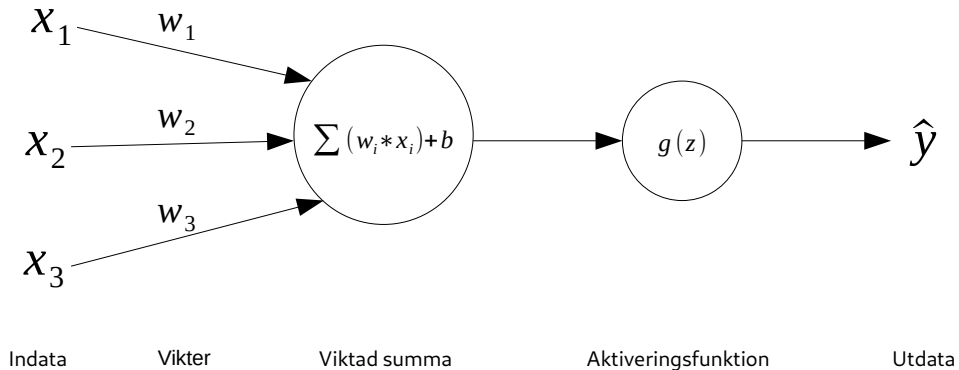 x₁
w₁
x₂
w₂
∑ (wᵢ*xᵢ)+b
g(z)
ŷ
w₃
x₃
Indata
Vikter
Viktad summa
Aktiveringsfunktion
Utdata